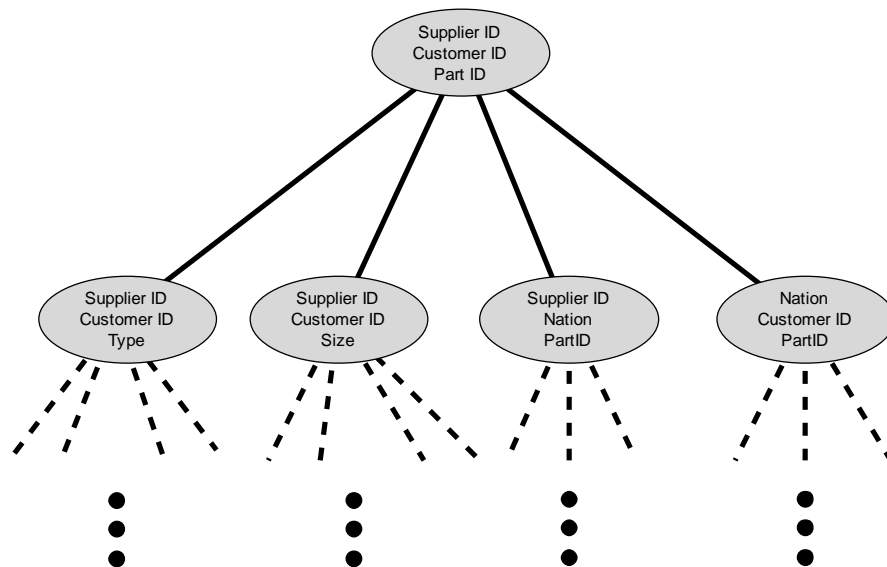 Supplier ID
Customer ID
Part ID
Supplier ID
Customer ID
Type
Supplier ID
Customer ID
Size
Supplier ID
Nation
PartID
Nation
Customer ID
PartID